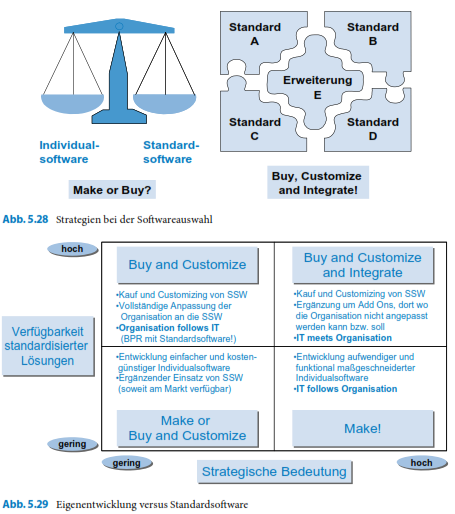 Standard
A
Standard
B
Erweiterung
E
Standard
C
Standard
D
Individual-
software
Standard-
software
Make or Buy?
Buy, Customize
and Integrate!
Abb. 5.28 Strategien bei der Softwareauswahl
hoch
Buy and Customize
•Kauf und Customizing von SSW
•Vollständige Anpassung der
Organisation an die SSW
•Organisation follows IT
(BPR mit Standardsoftware!)
Buy and Customize
and Integrate
•Kauf und Customizing von SSW
•Ergänzung um Add Ons, dort wo
die Organisation nicht angepasst
werden kann bzw. soll
•IT meets Organisation
Verfügbarkeit
standardisierter
Lösungen
•Entwicklung einfacher und kosten-
günstiger Individualsoftware
•Ergänzender Einsatz von SSW
(soweit am Markt verfügbar)
Make or
Buy and Customize
•Entwicklung aufwendiger und
funktional maßgeschneiderter
Individualsoftware
•IT follows Organisation
Make!
gering
gering
Strategische Bedeutung
hoch
Abb. 5.29 Eigenentwicklung versus Standardsoftware